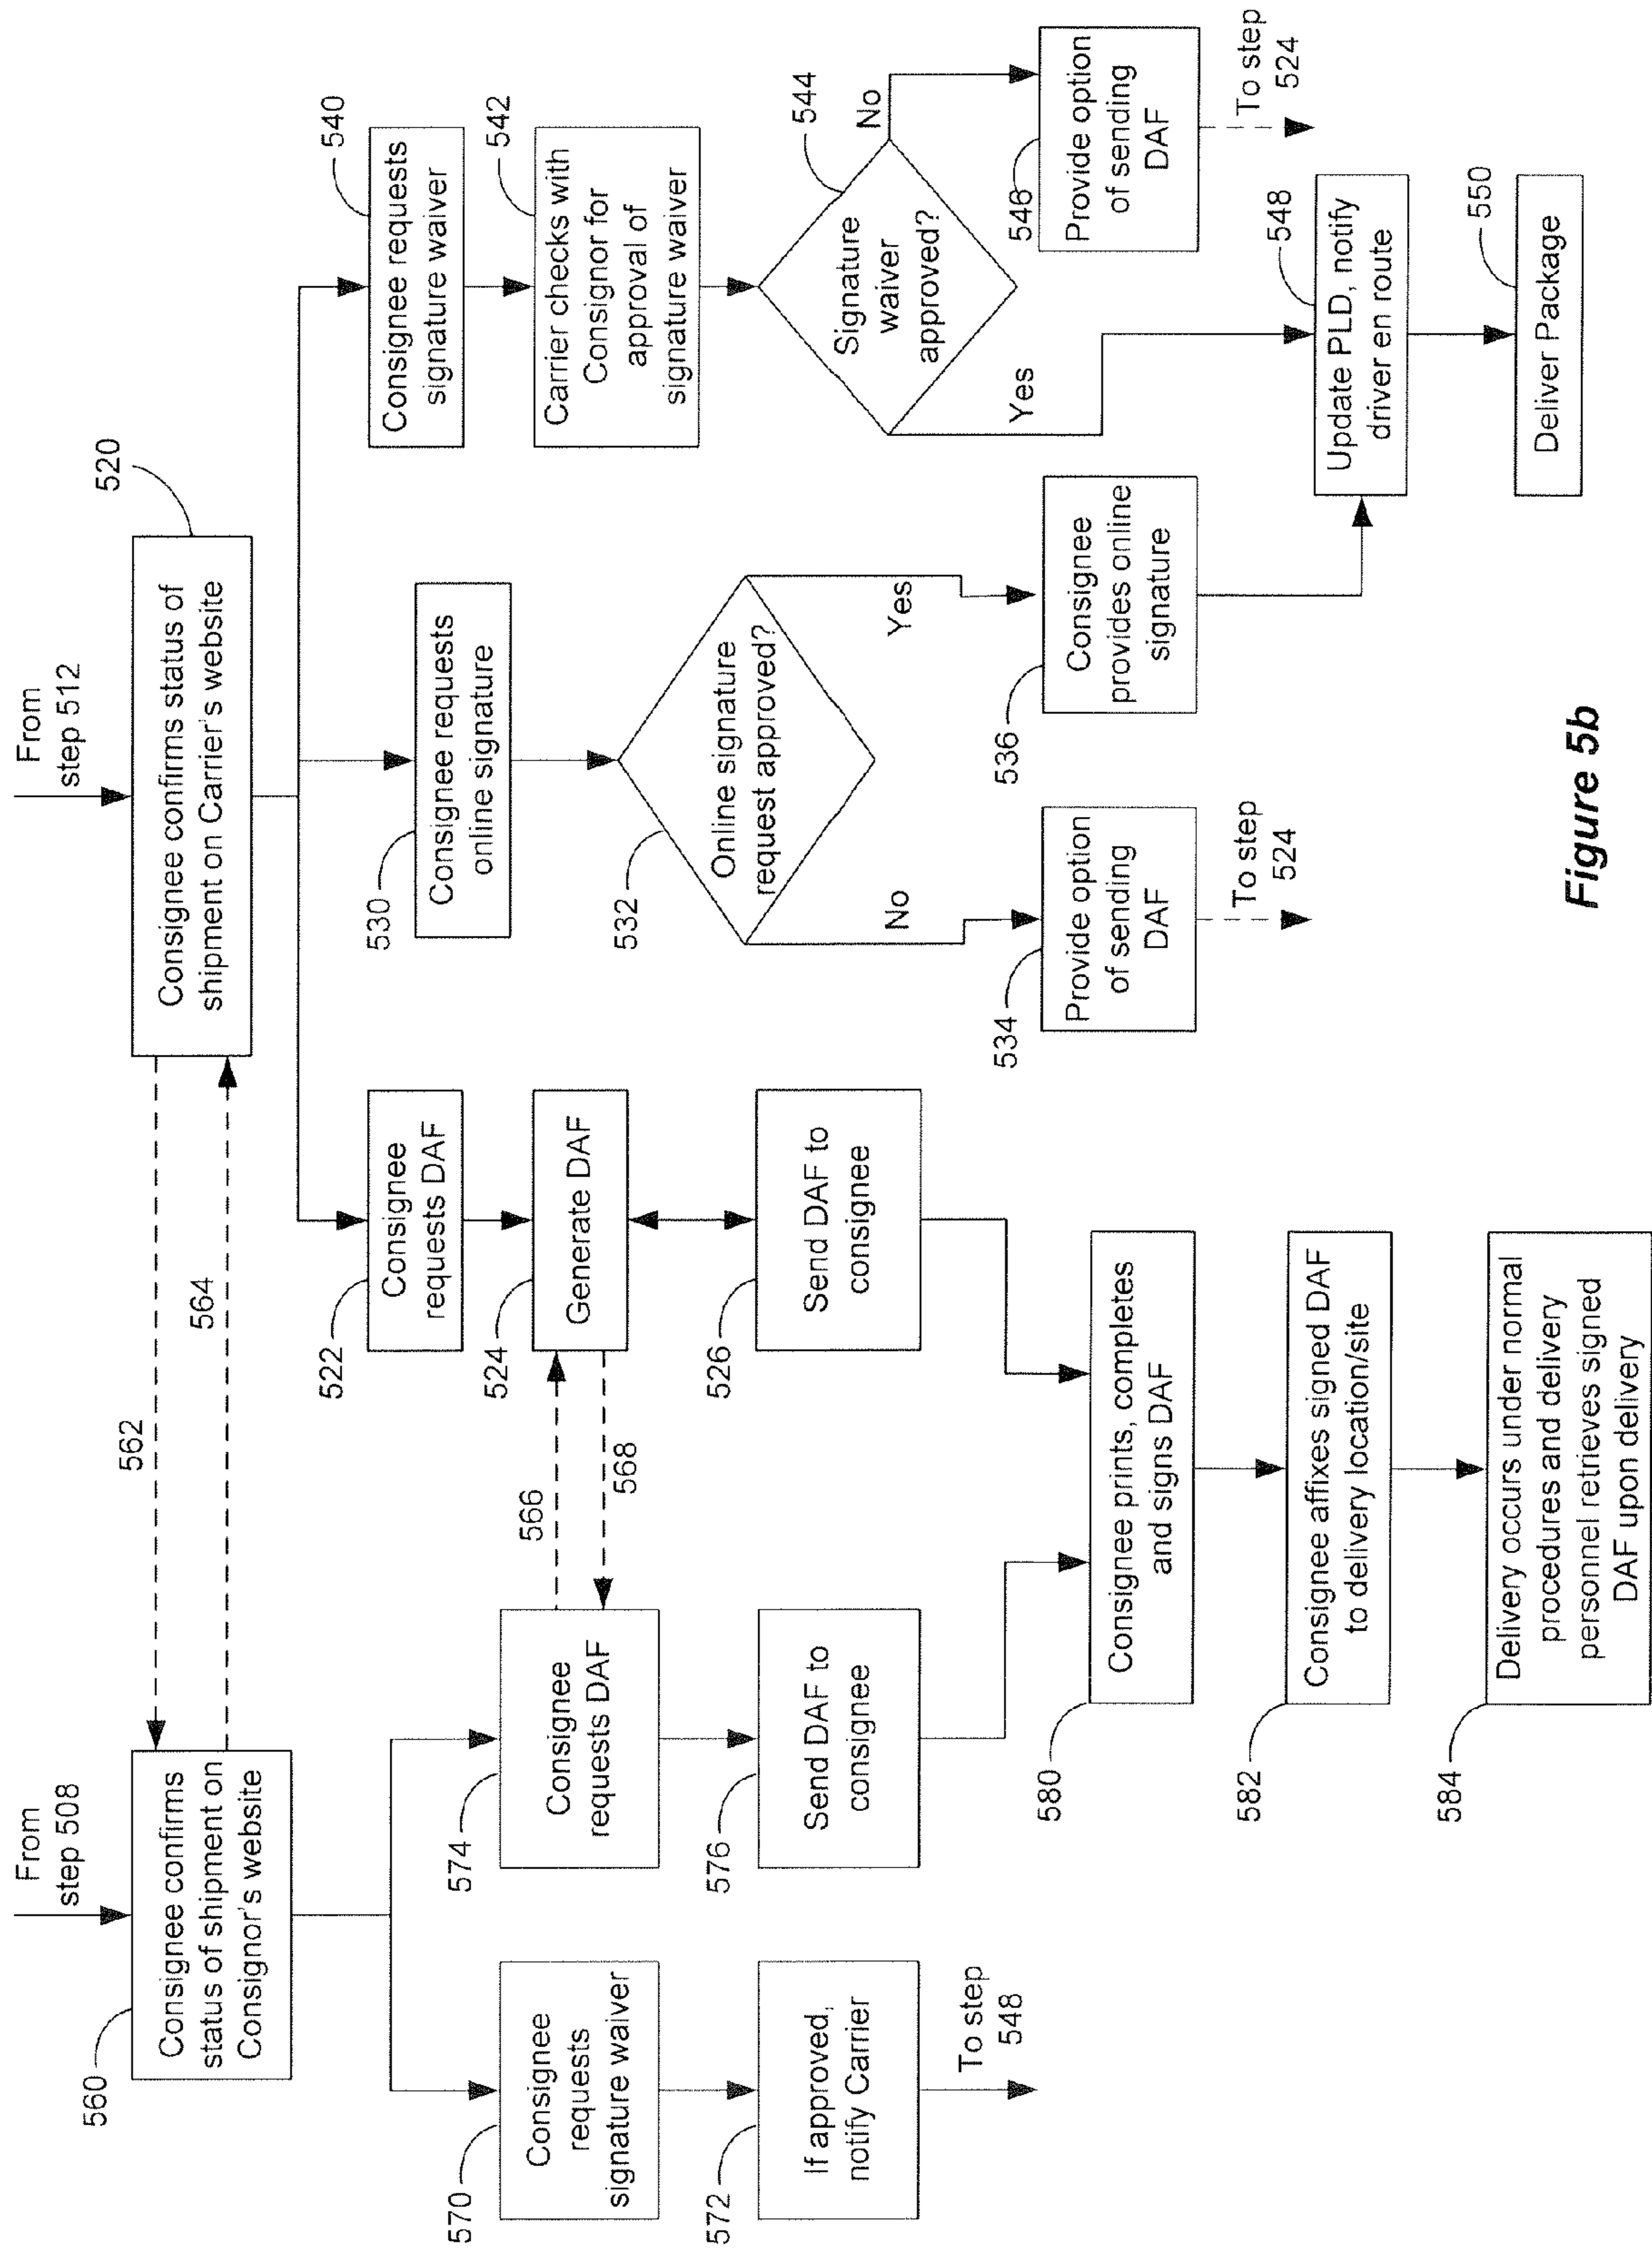 From
step 508
560
Consignee confirms
status of shipment on
Consignor's website
562
564
From
step 512
520
Consignee confirms status of
shipment on Carrier's website
570
Consignee
requests
signature waiver
572
If approved,
notify Carrier
To step
548
574
Consignee
requests DAF
576
Send DAF to
consignee
566
568
522
Consignee
requests DAF
524
Generate DAF
526
Send DAF to
consignee
580
Consignee prints, completes
and signs DAF
582
Consignee affixes signed DAF
to delivery location/site
584
Delivery occurs under normal
procedures and delivery
personnel retrieves signed
DAF upon delivery
530
Consignee requests
online signature
532
Online signature
request approved?
No
Yes
534
Provide option
of sending
DAF
To step
524
536
Consignee
provides online
signature
540
Consignee requests
signature waiver
542
Carrier checks with
Consignor for
approval of
signature waiver
544
Signature
waiver
approved?
Yes
No
546
Provide option
of sending
DAF
To step
524
548
Update PLD, notify
driver en route
550
Deliver Package
Figure 5b